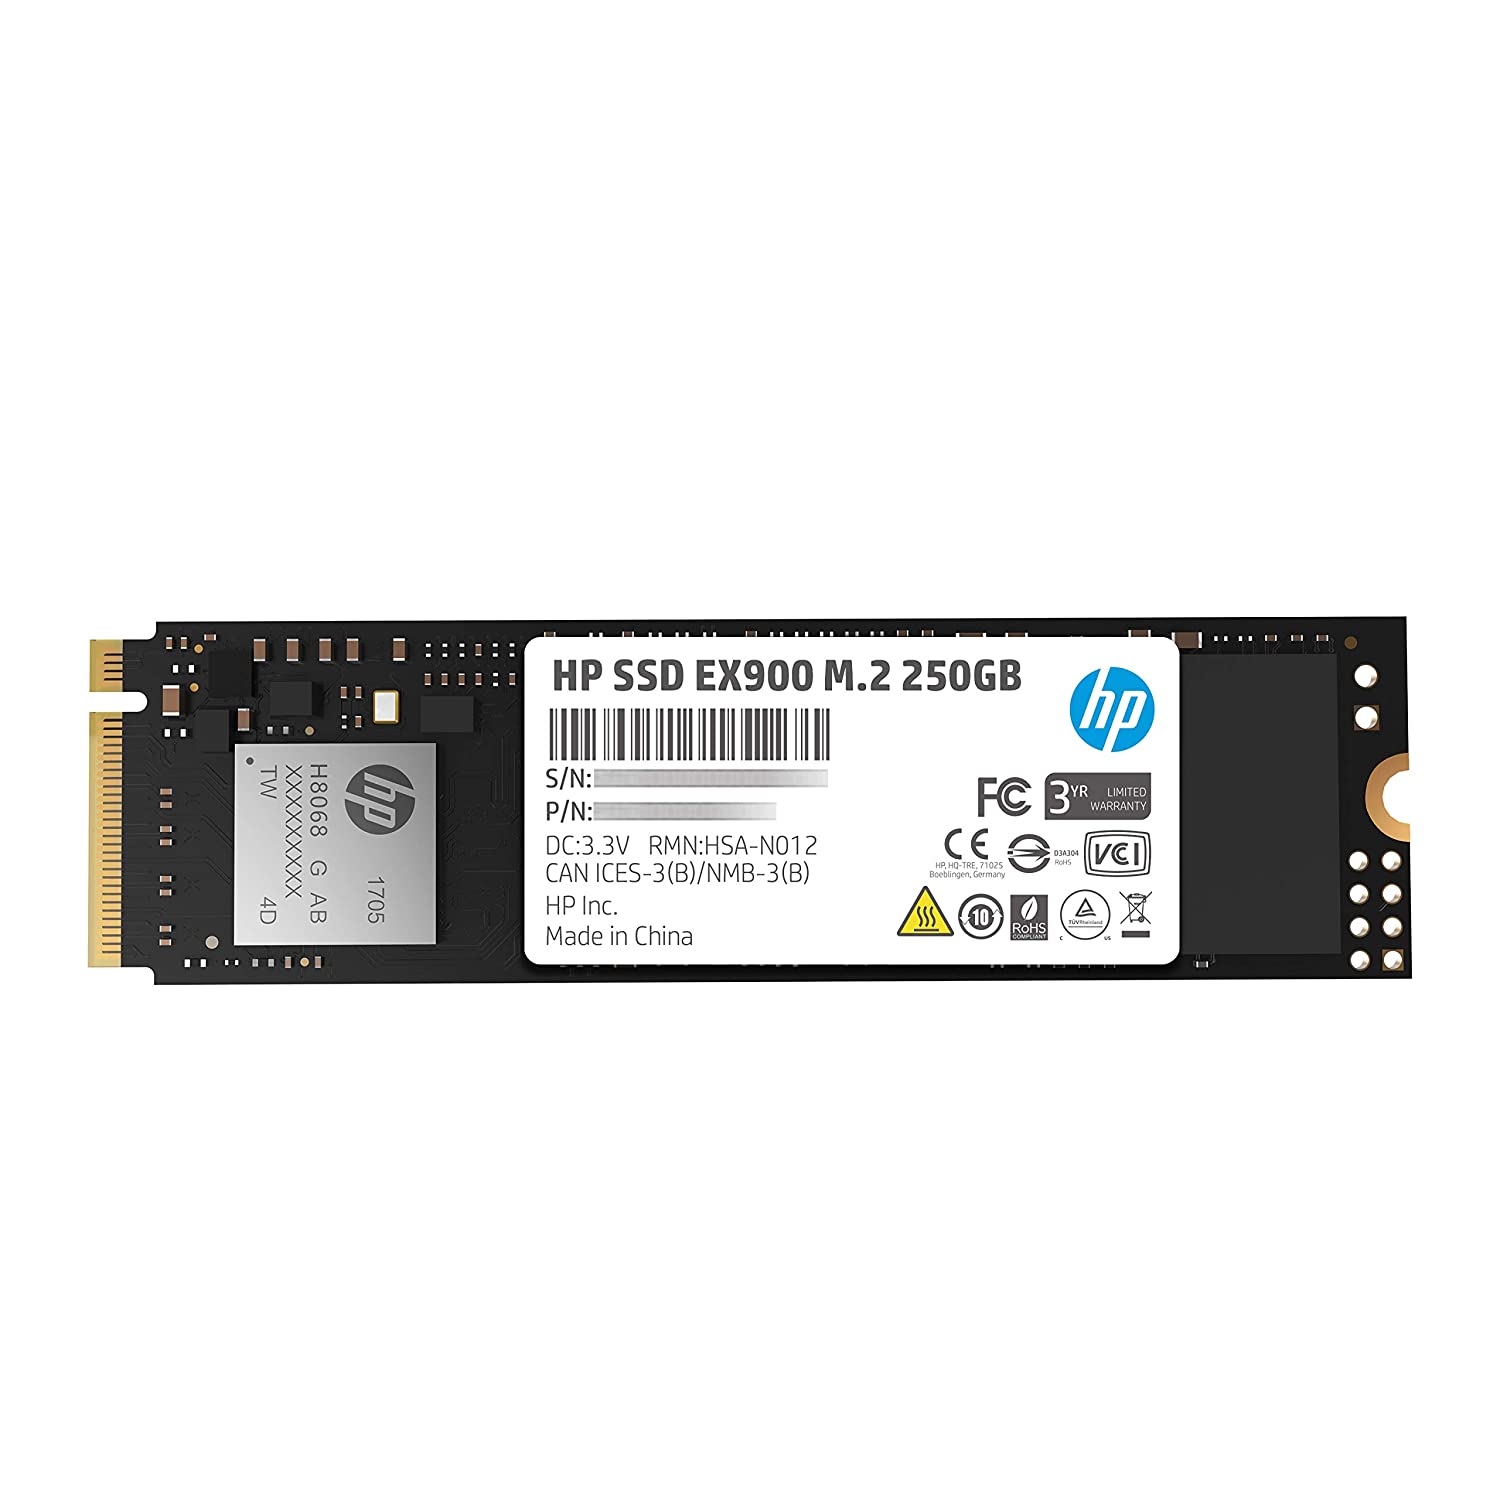 HP SSD EX900 M.2 250GB
hp
S/N:
P/N:
DC:3.3V RMN:HSA-N012
CAN ICES-3(B)/NMB-3(B)
HP Inc.
Made in China
FC
3YR LIMITED WARRANTY
CE
HP, HQ-TRE, 71025
Boeblingen, Germany
D3A304
RoHS
VCI
10
RoHS
COMPLIANT
TÜVRheinland
C US
hp
H8068 G AB
XXXXXXXXX 1705
TW 4D